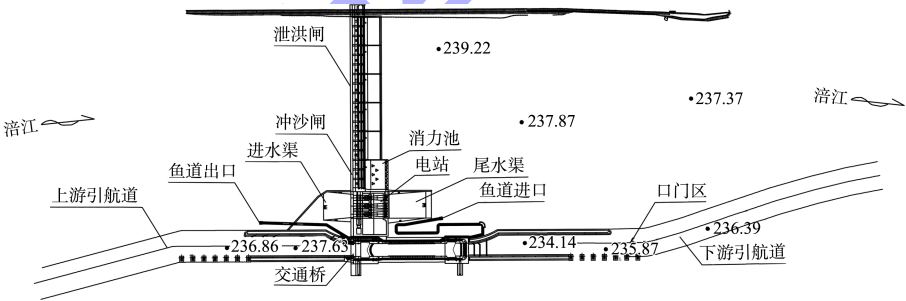 泄洪闸
•239.22
•237.37
涪江
涪江
冲沙闸
•237.87
消力池
进水渠
电站
尾水渠
鱼道出口
鱼道进口
口门区
上游引航道
•236.39
•236.86
•237.63
•234.14
•235.87
下游引航道
交通桥